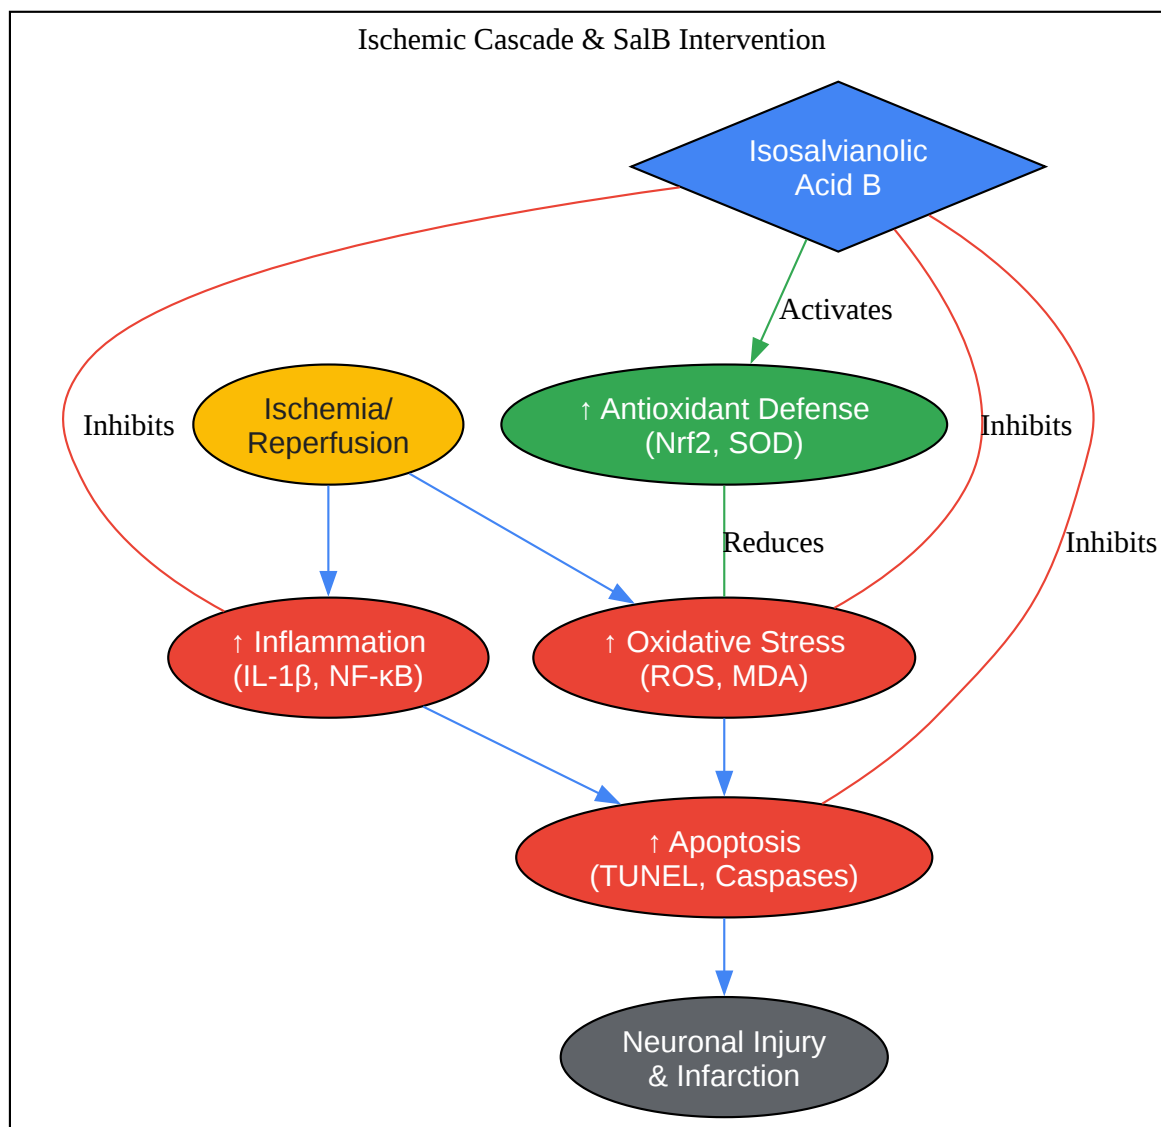 Ischemic Cascade & SalB Intervention
Isosalvianolic
Acid B
Activates
Ischemia/
Reperfusion
↑ Antioxidant Defense
(Nrf2, SOD)
Inhibits
Inhibits
Reduces
Inhibits
↑ Inflammation
(IL-1β, NF-κB)
↑ Oxidative Stress
(ROS, MDA)
↑ Apoptosis
(TUNEL, Caspases)
Neuronal Injury
& Infarction